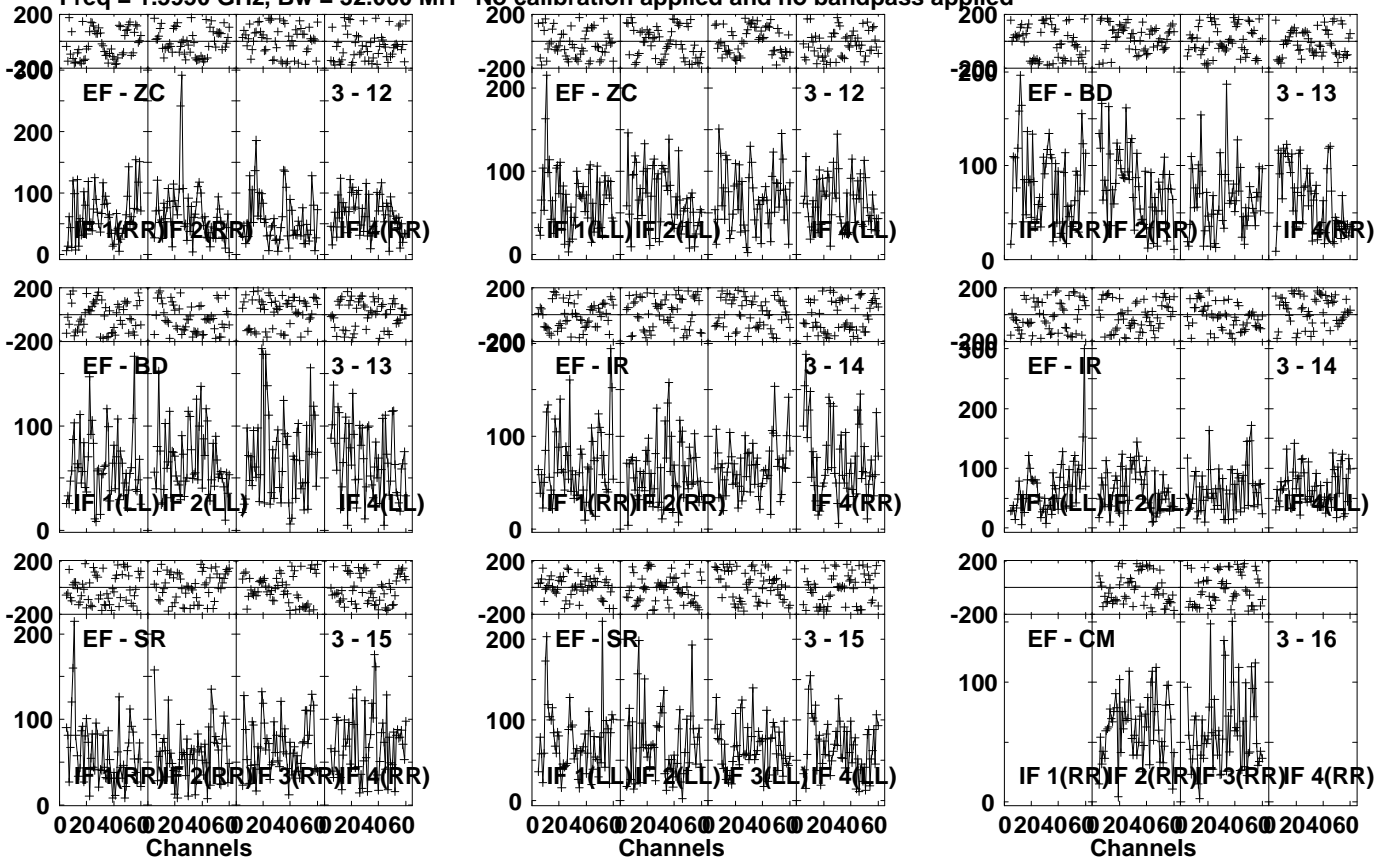 Freq = 1.5950 GHz, Bw = 32.000 MH No calibration applied and no bandpass applied
200 200 200
-200 -200 -200
300 200 200
EF - ZC 3 - 12 EF - ZC 3 - 12 EF - BD 3 - 13
200
100 100 100
IF 1(RR) IF 2(RR) IF 4(RR) IF 1(LL) IF 2(LL) IF 4(LL) IF 1(RR) IF 2(RR) IF 4(RR)
0 0 0
200 200 200
-200 -200 -200
200 300
EF - BD 3 - 13 EF - IR 3 - 14 EF - IR 3 - 14
200
100 100 100
IF 1(LL) IF 2(LL) IF 4(LL) IF 1(RR) IF 2(RR) IF 4(RR) IF 1(LL) IF 2(LL) IF 4(LL)
0 0 0
200 200 200
-200 -200 -200
200 200
EF - SR 3 - 15 EF - SR 3 - 15 EF - CM 3 - 16
100 100 100
IF 1(RR) IF 2(RR) IF 3(RR) IF 4(RR) IF 1(LL) IF 2(LL) IF 3(LL) IF 4(LL) IF 1(RR) IF 2(RR) IF 3(RR) IF 4(RR)
0 0 0
0 20 40 60 0 20 40 60 0 20 40 60 0 20 40 60 0 20 40 60 0 20 40 60 0 20 40 60 0 20 40 60 0 20 40 60 0 20 40 60 0 20 40 60 0 20 40 60
Channels Channels Channels